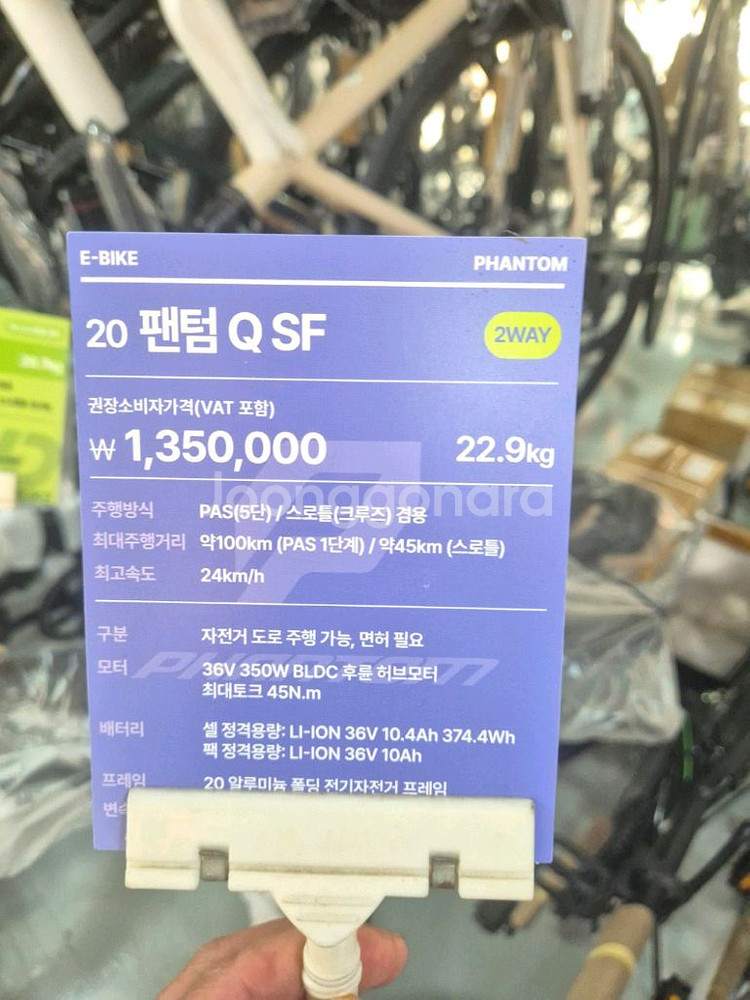 E-BIKE
PHANTOM
20 팬텀 Q SF
2WAY
권장소비자가격(VAT 포함)
₩ 1,350,000
22.9kg
joonggonara
주행방식 PAS(5단) / 스로틀(크루즈) 겸용
최대주행거리 약100km (PAS 1단계) / 약45km (스로틀)
최고속도 24km/h
구분 자전거 도로 주행 가능, 면허 필요
모터 36V 350W BLDC 후륜 허브모터
최대토크 45N.m
PHANTOM
배터리 셀 정격용량: LI-ION 36V 10.4Ah 374.4Wh
팩 정격용량: LI-ION 36V 10Ah
프레임 20 알루미늄 폴딩 전기자전거 프레임